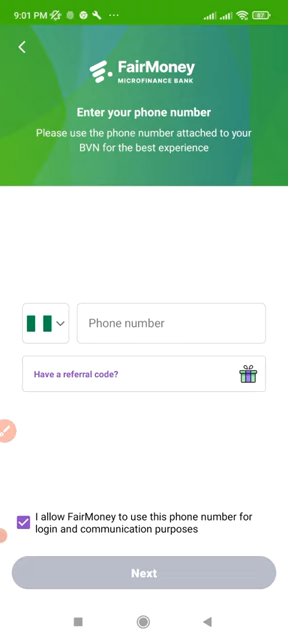 9:01 PM
87
FairMoney
MICROFINANCE BANK
Enter your phone number
Please use the phone number attached to your
BVN for the best experience
Phone number
Have a referral code?
I allow FairMoney to use this phone number for
login and communication purposes
Next